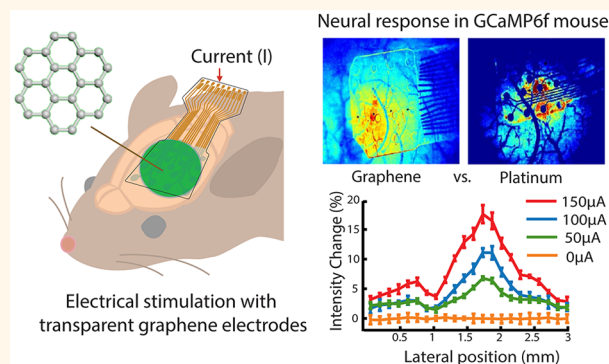 Current (I)
Electrical stimulation with
transparent graphene electrodes
Neural response in GCaMP6f mouse
Graphene vs. Platinum
Intensity Change (%)
20
15
10
5
0
150µA
100µA
50µA
0µA
0.5 1 1.5 2 2.5 3
Lateral position (mm)